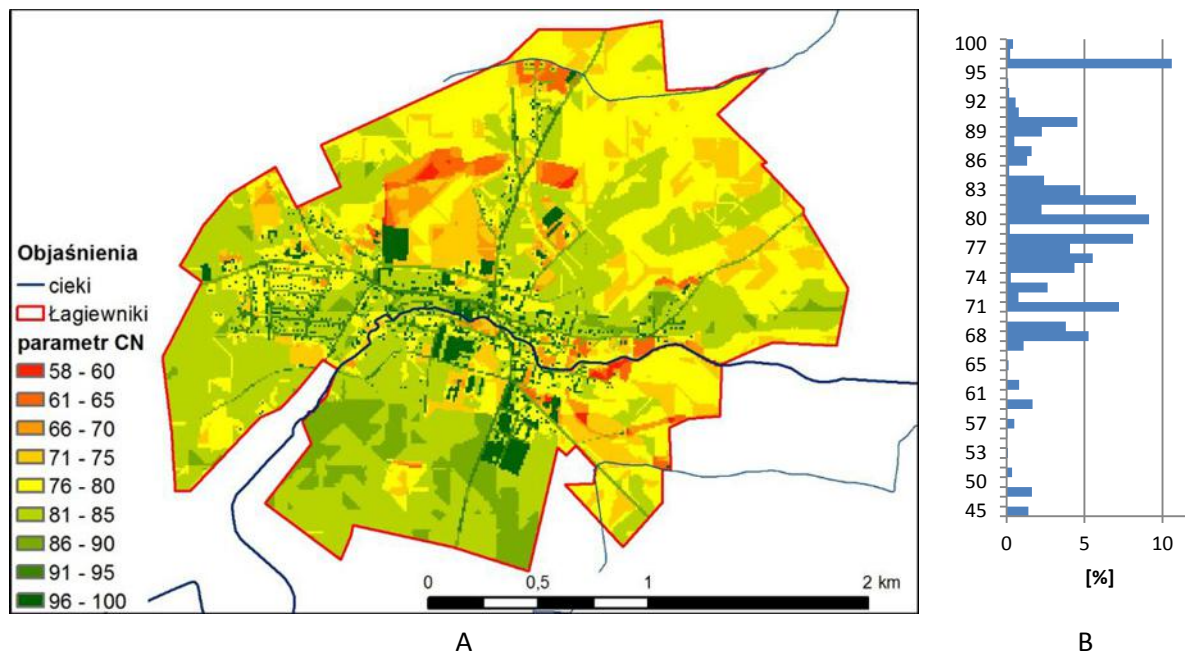 Objaśnienia
cieki
Łagiewniki
parametr CN
58 - 60
61 - 65
66 - 70
71 - 75
76 - 80
81 - 85
86 - 90
91 - 95
96 - 100
0 0,5 1 2 km
A
100
95
92
89
86
83
80
77
74
71
68
65
61
57
53
50
45
0 5 10
[%]
B